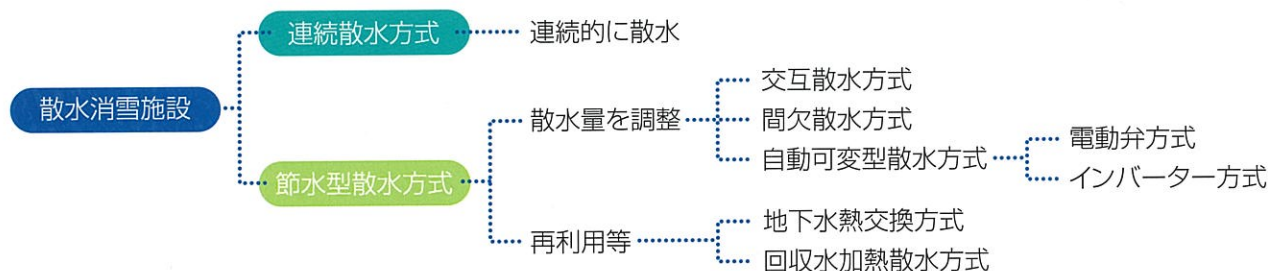 散水消雪施設
連続散水方式
連続的に散水
節水型散水方式
散水量を調整
交互散水方式
間欠散水方式
自動可変型散水方式
電動弁方式
インバーター方式
再利用等
地下水熱交換方式
回収水加熱散水方式